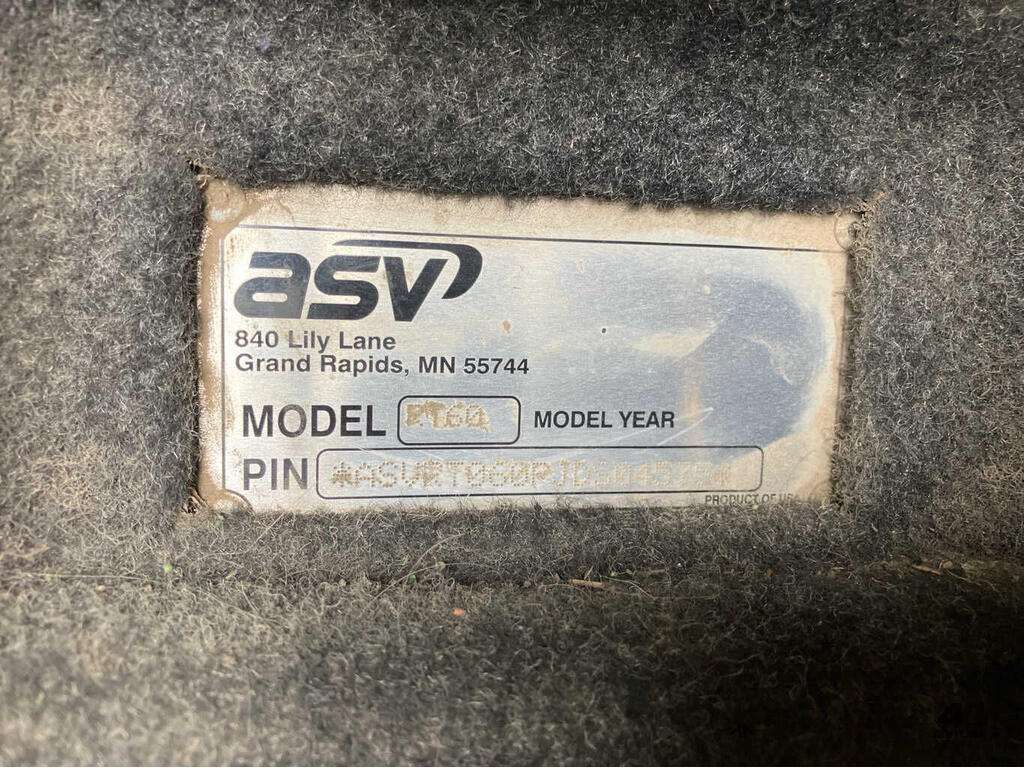 asv
840 Lily Lane
Grand Rapids, MN 55744
MODEL RT60 MODEL YEAR
PIN
PRODUCT OF USA